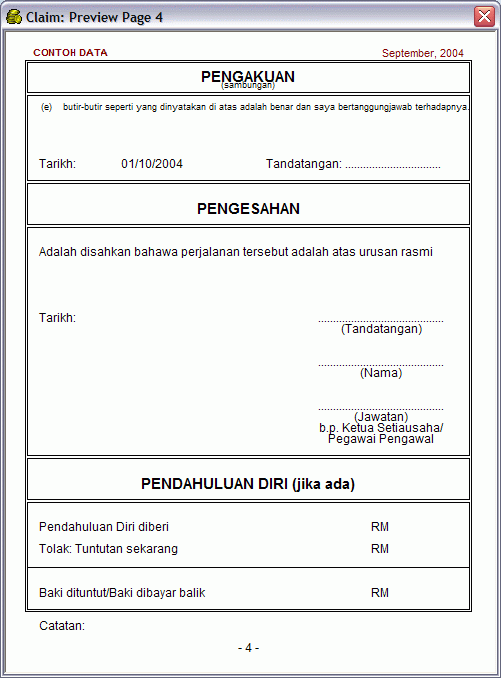 Claim: Preview Page 4
CONTOH DATA September, 2004
PENGAKUAN
(sambungan)
(e) butir-butir seperti yang dinyatakan di atas adalah benar dan saya bertanggungjawab terhadapnya.
Tarikh: 01/10/2004 Tandatangan: ................................
PENGESAHAN
Adalah disahkan bahawa perjalanan tersebut adalah atas urusan rasmi
Tarikh: ..........................................
(Tandatangan)
..........................................
(Nama)
..........................................
(Jawatan)
b.p. Ketua Setiausaha/
Pegawai Pengawal
PENDAHULUAN DIRI (jika ada)
Pendahuluan Diri diberi RM
Tolak: Tuntutan sekarang RM
Baki dituntut/Baki dibayar balik RM
Catatan:
- 4 -